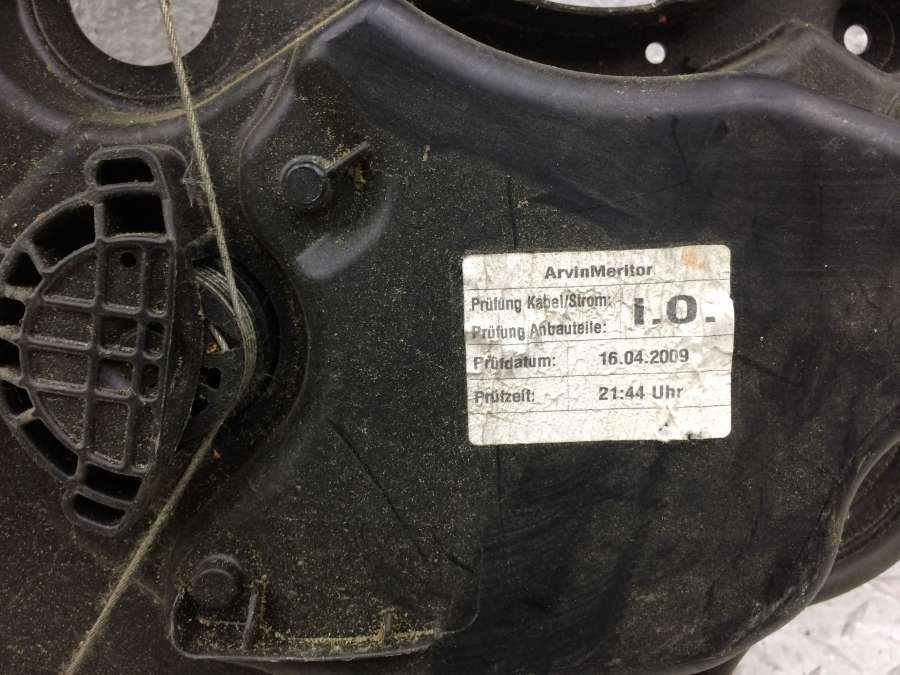 ArvinMeritor
Prüfung Kabel/Strom: i.O.
Prüfung Anbauteile:
Prüfdatum: 16.04.2009
Prüfzeit: 21:44 Uhr